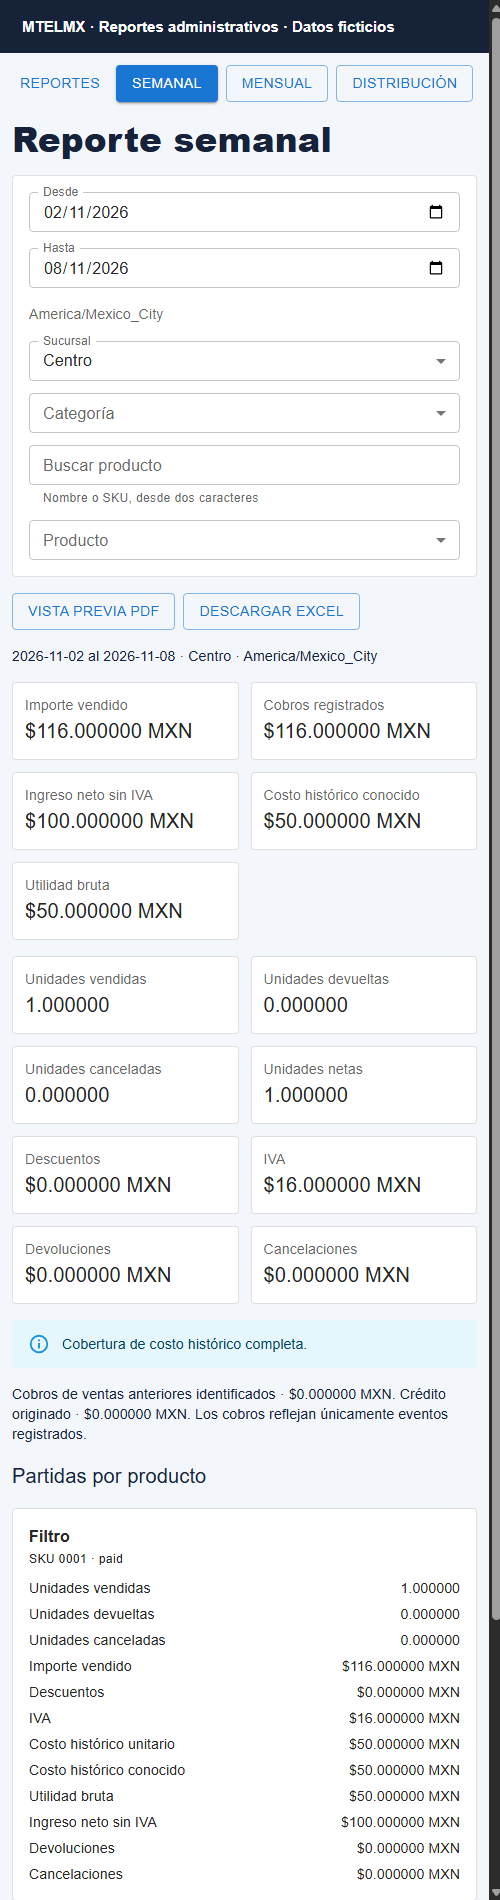 MTELMX · Reportes administrativos · Datos ficticios
REPORTES SEMANAL MENSUAL DISTRIBUCIÓN
Reporte semanal
Desde
02/11/2026
Hasta
08/11/2026
America/Mexico_City
Sucursal
Centro
Categoría
Buscar producto
Nombre o SKU, desde dos caracteres
Producto
VISTA PREVIA PDF DESCARGAR EXCEL
2026-11-02 al 2026-11-08 · Centro · America/Mexico_City
Importe vendido
$116.000000 MXN
Cobros registrados
$116.000000 MXN
Ingreso neto sin IVA
$100.000000 MXN
Costo histórico conocido
$50.000000 MXN
Utilidad bruta
$50.000000 MXN
Unidades vendidas
1.000000
Unidades devueltas
0.000000
Unidades canceladas
0.000000
Unidades netas
1.000000
Descuentos
$0.000000 MXN
IVA
$16.000000 MXN
Devoluciones
$0.000000 MXN
Cancelaciones
$0.000000 MXN
Cobertura de costo histórico completa.
Cobros de ventas anteriores identificados · $0.000000 MXN. Crédito
originado · $0.000000 MXN. Los cobros reflejan únicamente eventos
registrados.
Partidas por producto
Filtro
SKU 0001 · paid
Unidades vendidas 1.000000
Unidades devueltas 0.000000
Unidades canceladas 0.000000
Importe vendido $116.000000 MXN
Descuentos $0.000000 MXN
IVA $16.000000 MXN
Costo histórico unitario $50.000000 MXN
Costo histórico conocido $50.000000 MXN
Utilidad bruta $50.000000 MXN
Ingreso neto sin IVA $100.000000 MXN
Devoluciones $0.000000 MXN
Cancelaciones $0.000000 MXN